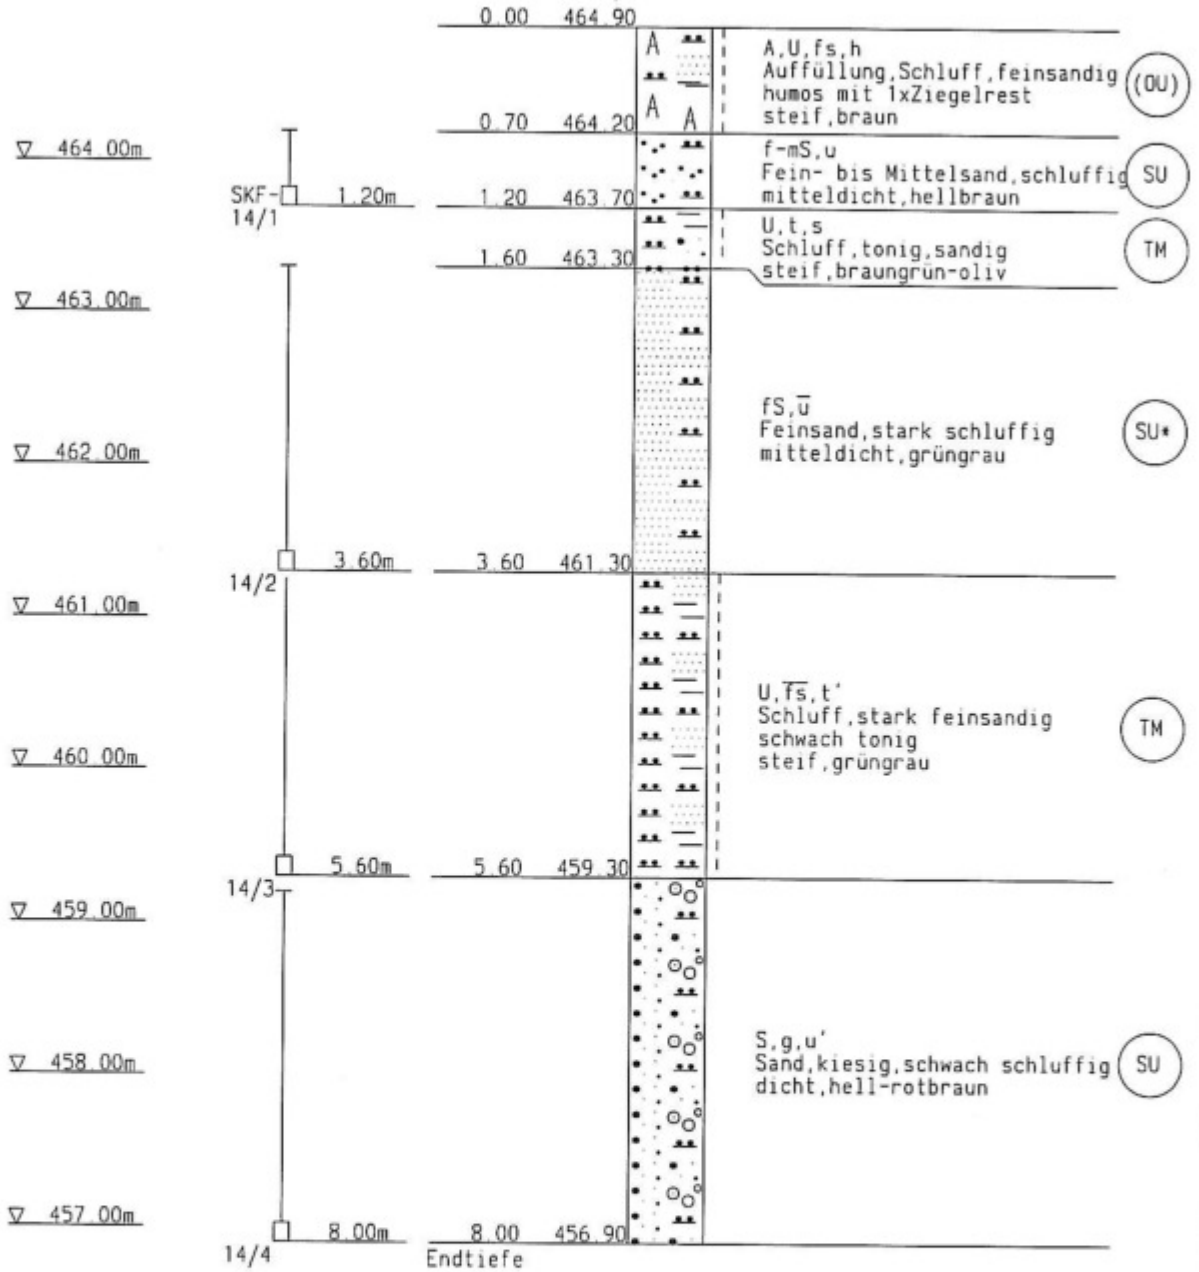 0.00 464.90
A,U,fs,h
Auffüllung,Schluff,feinsandig
humos mit 1xZiegelrest
steif,braun
(OU)
A
A
A
0.70 464.20
464.00m
f-mS,u
Fein- bis Mittelsand,schluffig
mitteldicht,hellbraun
SU
SKF-
14/1
1.20m
1.20 463.70
U,t,s
Schluff,tonig,sandig
steif,braungrün-oliv
TM
1.60 463.30
463.00m
fS,u̅
Feinsand,stark schluffig
mitteldicht,grüngrau
SU*
462.00m
3.60m
3.60 461.30
14/2
461.00m
U,f̅s̅,t'
Schluff,stark feinsandig
schwach tonig
steif,grüngrau
TM
460.00m
5.60m
5.60 459.30
14/3
459.00m
S,g,u'
Sand,kiesig,schwach schluffig
dicht,hell-rotbraun
SU
458.00m
457.00m
8.00m
8.00 456.90
14/4
Endtiefe